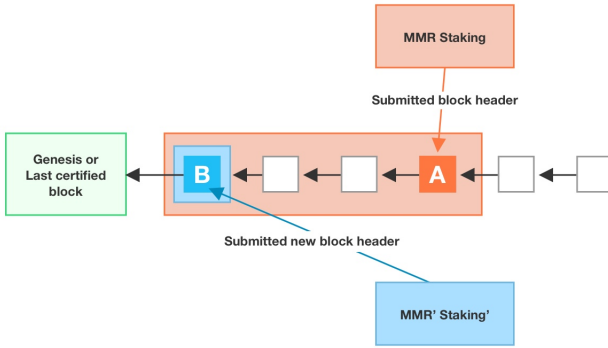 MMR Staking
Submitted block header
Genesis or
Last certified
block
B
A
Submitted new block header
MMR' Staking'